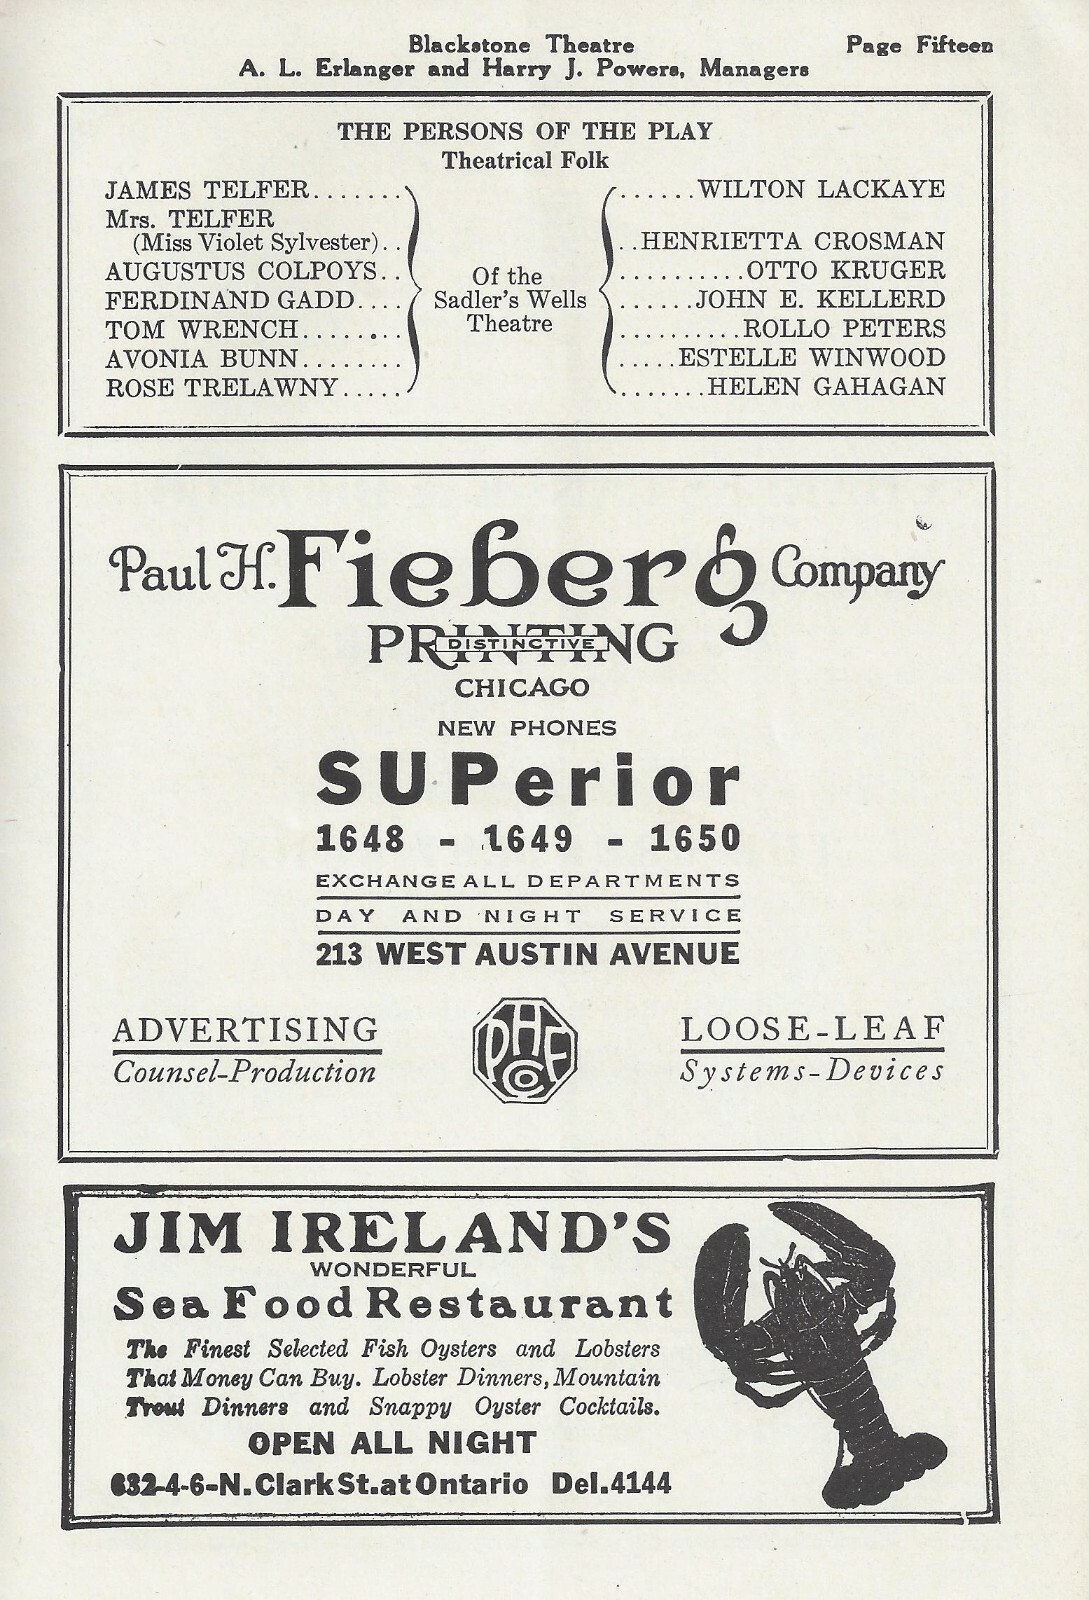 Blackstone Theatre Page Fifteen
A. L. Erlanger and Harry J. Powers, Managers
THE PERSONS OF THE PLAY
Theatrical Folk
JAMES TELFER.......
Mrs. TELFER
(Miss Violet Sylvester)..
AUGUSTUS COLPOYS..
FERDINAND GADD....
TOM WRENCH........
AVONIA BUNN........
ROSE TRELAWNY.....
Of the
Sadler's Wells
Theatre
......WILTON LACKAYE
..HENRIETTA CROSMAN
..........OTTO KRUGER
......JOHN E. KELLERD
..........ROLLO PETERS
.....ESTELLE WINWOOD
.......HELEN GAHAGAN
Paul H. Fieberg Company
PRINTING
DISTINCTIVE
CHICAGO
NEW PHONES
SUPerior
1648 - 1649 - 1650
EXCHANGE ALL DEPARTMENTS
DAY AND NIGHT SERVICE
213 WEST AUSTIN AVENUE
ADVERTISING
Counsel-Production
PHF
CO
LOOSE-LEAF
Systems-Devices
JIM IRELAND'S
WONDERFUL
Sea Food Restaurant
The Finest Selected Fish Oysters and Lobsters
That Money Can Buy. Lobster Dinners, Mountain
Trout Dinners and Snappy Oyster Cocktails.
OPEN ALL NIGHT
632-4-6-N. Clark St. at Ontario Del. 4144